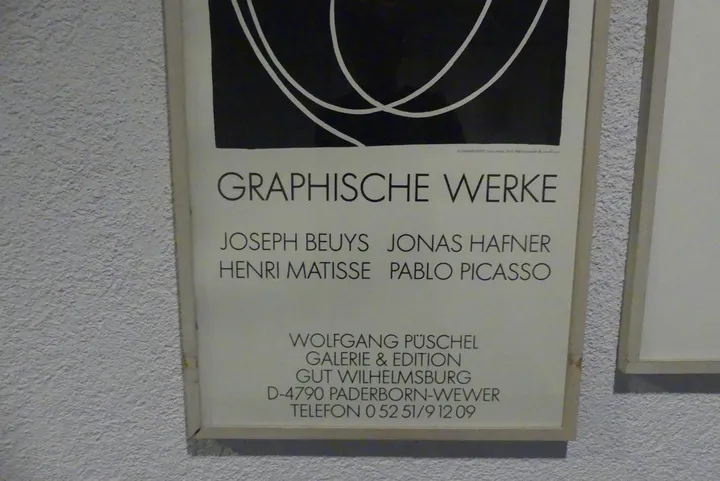 GRAPHISCHE WERKE
JOSEPH BEUYS JONAS HAFNER
HENRI MATISSE PABLO PICASSO
WOLFGANG PÜSCHEL
GALERIE & EDITION
GUT WILHELMSBURG
D-4790 PADERBORN-WEWER
TELEFON 0 52 51/9 12 09